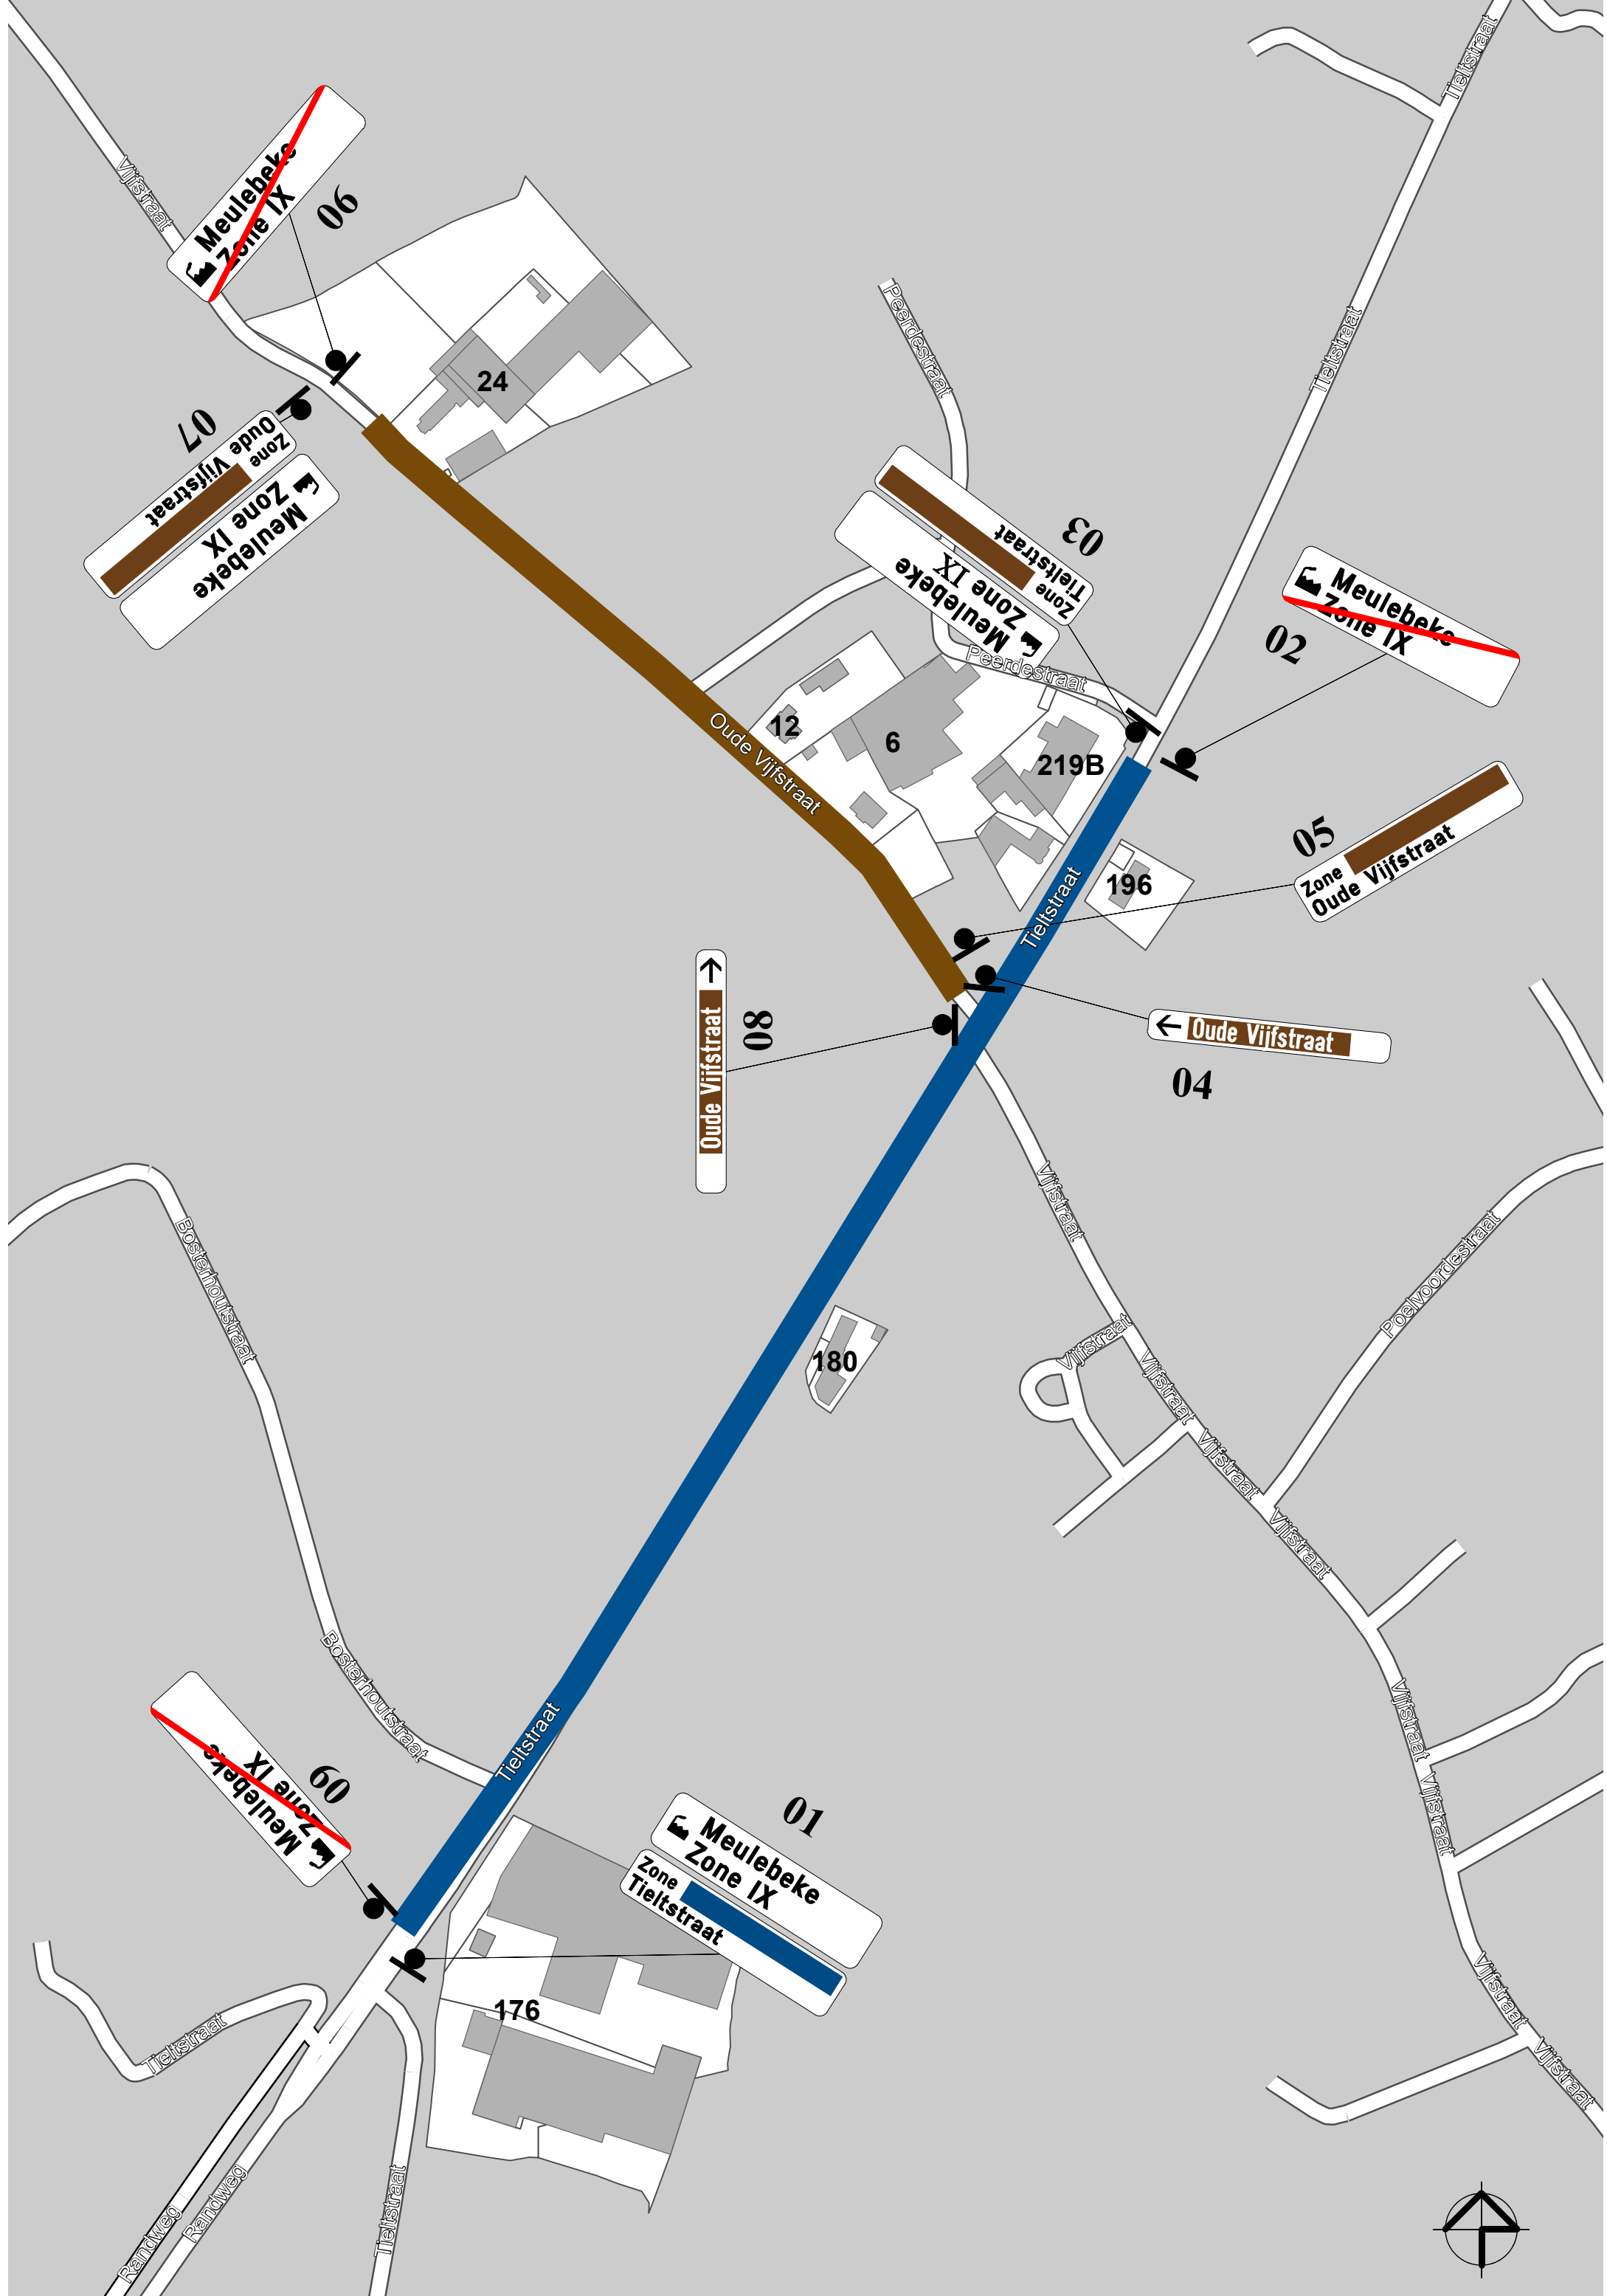 Tieltstraat
Vijfstraat
Meulebeke
Zone IX
06
24
07
Zone
Oude Vijfstraat
Meulebeke
Zone IX
Peerdestraat
Tieltstraat
03
Zone
Tieltstraat
Meulebeke
Zone IX
Meulebeke
Zone IX
02
Peerdestraat
12
6
219B
Oude Vijfstraat
05
Zone
Oude Vijfstraat
196
Tieltstraat
08
Oude Vijfstraat
Oude Vijfstraat
04
Vijfstraat
Bosterhoutstraat
Poelvoordestraat
Vijfstraat
180
Vijfstraat
Vijfstraat
Vijfstraat
Bosterhoutstraat
Vijfstraat
Tieltstraat
Meulebeke
Zone IX
09
01
Meulebeke
Zone IX
Zone
Tieltstraat
Vijfstraat
Vijfstraat
176
Tieltstraat
Vijfstraat
Randweg
Randweg
Tieltstraat